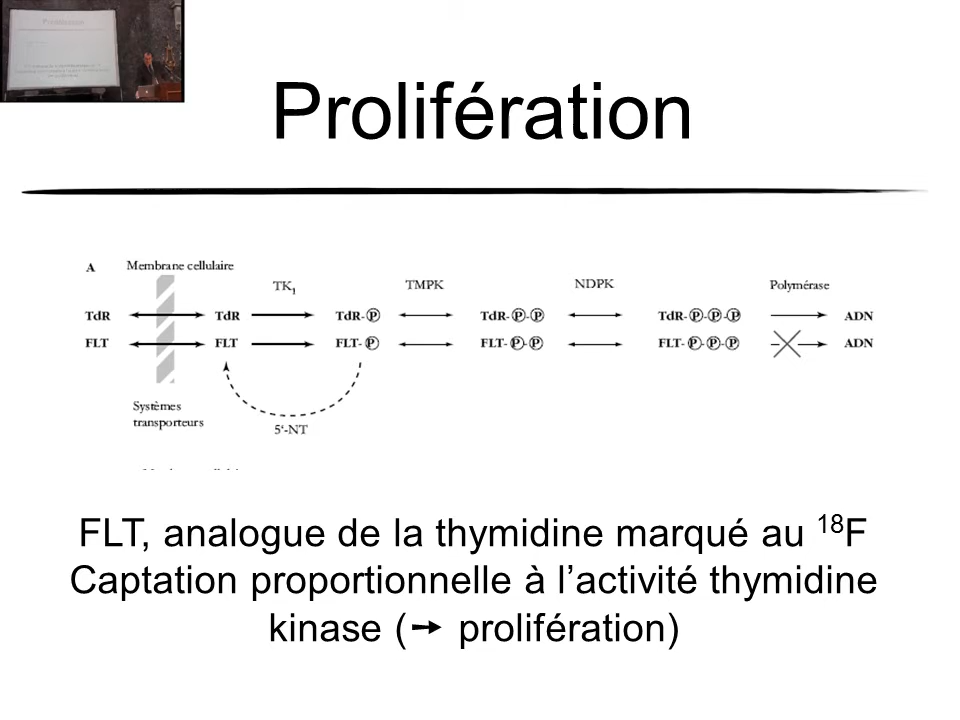 Prolifération
A
Membrane cellulaire
TK1
TMPK
NDPK
Polymérase
TdR TdR TdR-Ⓟ TdR-Ⓟ-Ⓟ TdR-Ⓟ-Ⓟ-Ⓟ ADN
FLT FLT FLT-Ⓟ FLT-Ⓟ-Ⓟ FLT-Ⓟ-Ⓟ-Ⓟ ADN
Systèmes
transporteurs
5'-NT
FLT, analogue de la thymidine marqué au 18F
Captation proportionnelle à l’activité thymidine
kinase (➞ prolifération)